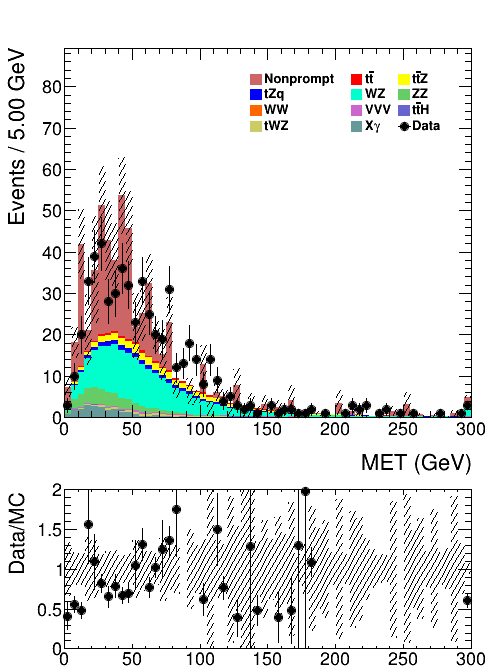 Events / 5.00 GeV
80
70
60
50
40
30
20
10
0
Nonprompt tt̄ tt̄Z
tZq WZ ZZ
WW VVV tt̄H
tWZ Xγ Data
0 50 100 150 200 250 300
MET (GeV)
Data/MC
2
1.5
1
0.5
0
0 50 100 150 200 250 300